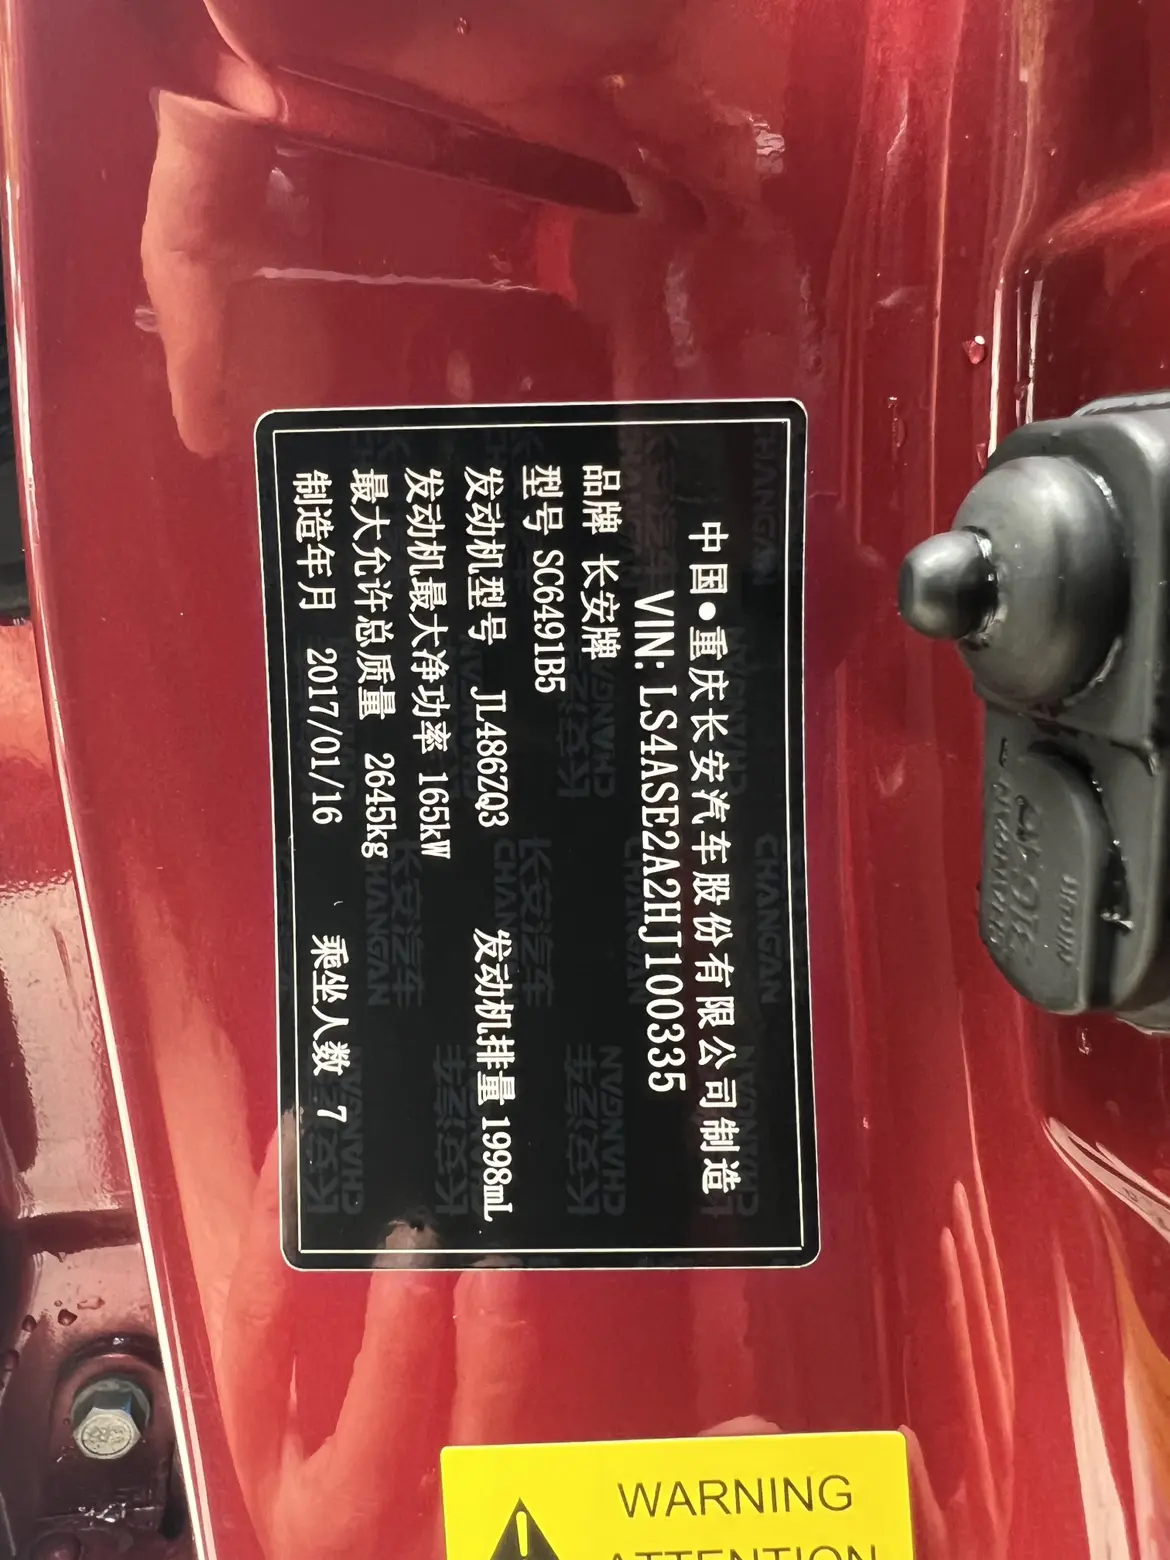 中国•重庆长安汽车股份有限公司制造
VIN: LS4ASE2A2HJ100335
品牌 长安牌
型号 SC6491B5
发动机型号 JL486ZQ3 发动机排量 1998mL
发动机最大净功率 165kW
最大允许总质量 2645kg
制造年月 2017/01/16 乘坐人数 7
WARNING
ATTENTION